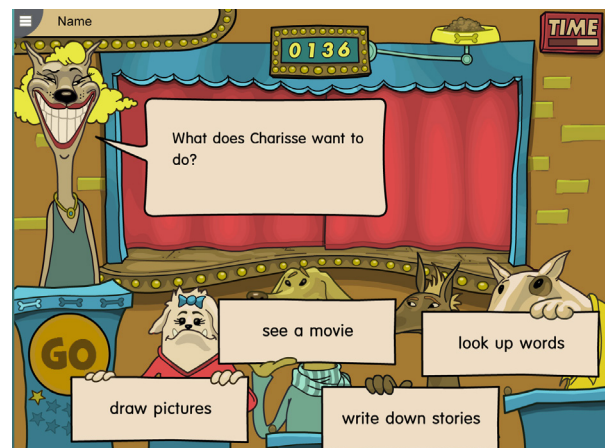 Name
0136
TIME
What does Charisse want to
do?
see a movie
look up words
GO
draw pictures
write down stories